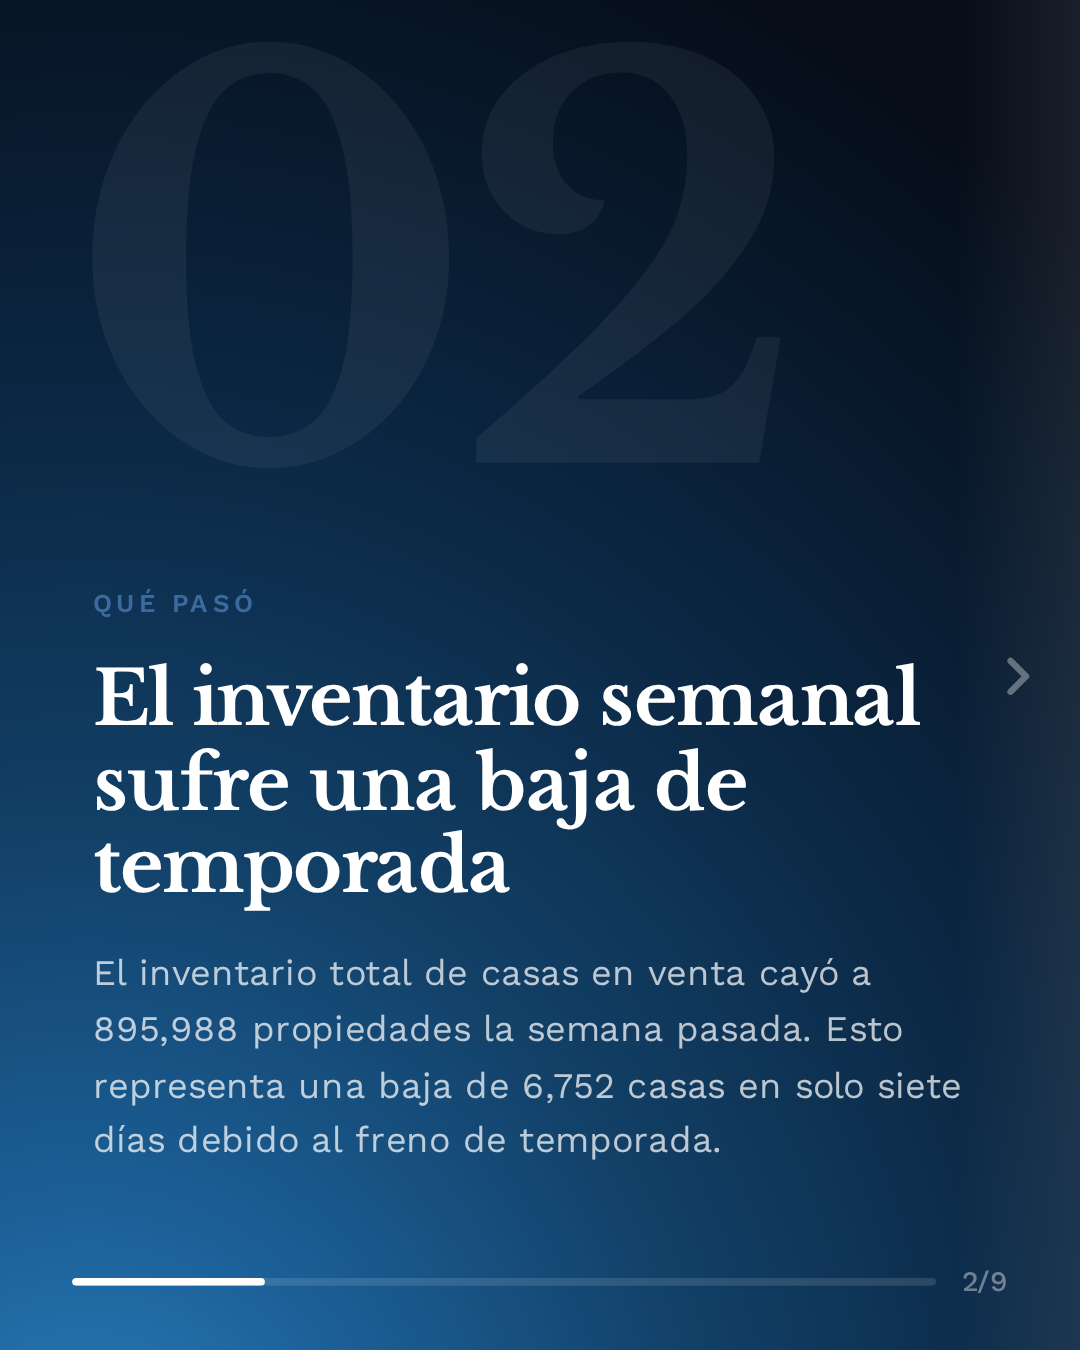 02
QUÉ PASÓ
El inventario semanal
sufre una baja de
temporada
El inventario total de casas en venta cayó a
895,988 propiedades la semana pasada. Esto
representa una baja de 6,752 casas en solo siete
días debido al freno de temporada.
2/9